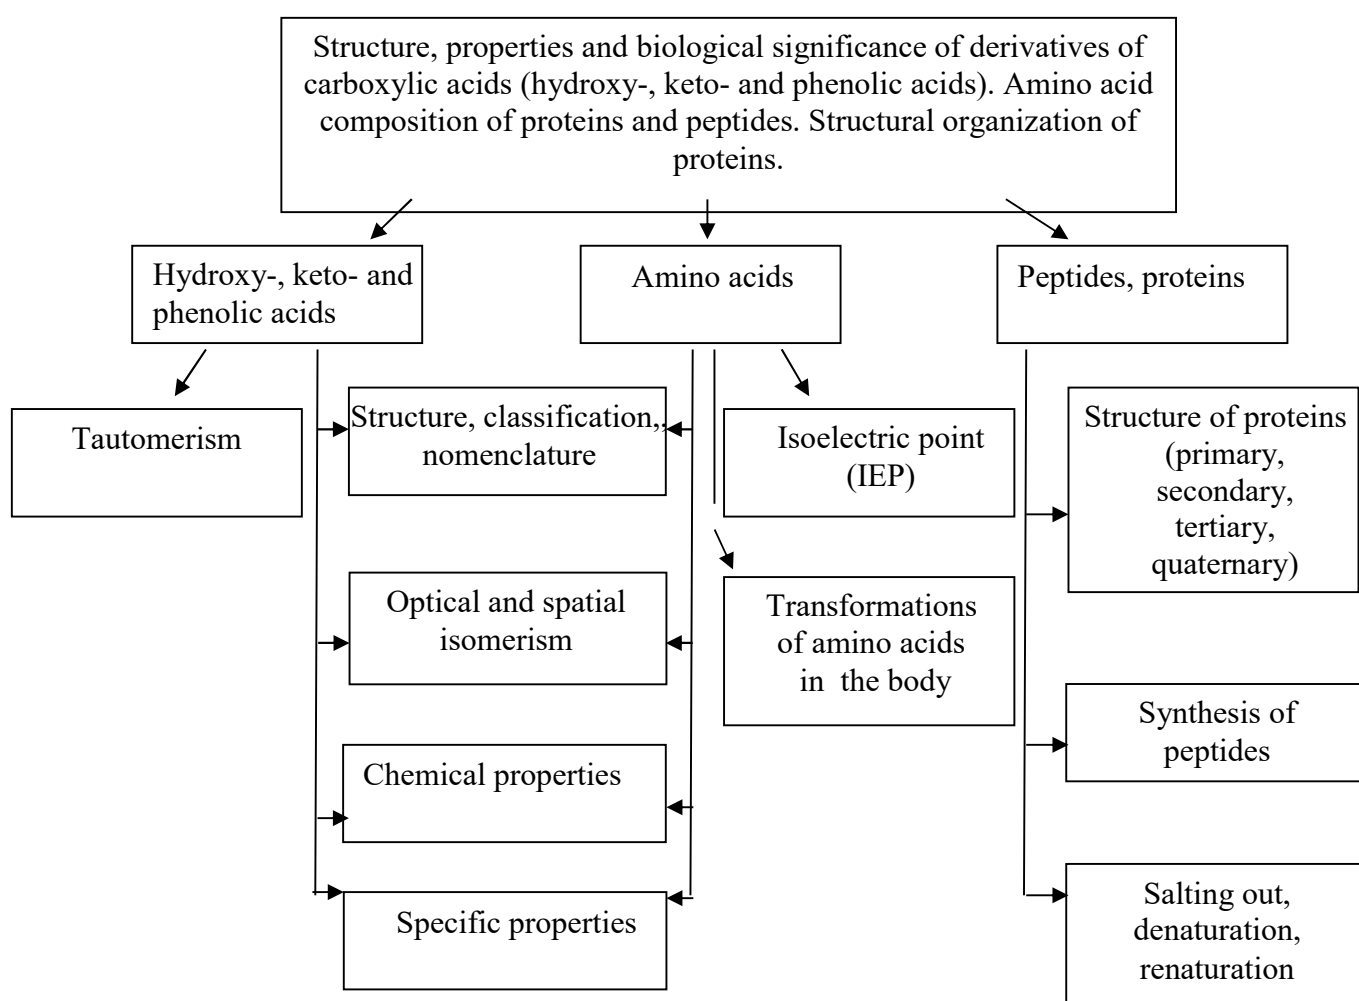 Structure, properties and biological significance of derivatives of
carboxylic acids (hydroxy-, keto- and phenolic acids). Amino acid
composition of proteins and peptides. Structural organization of
proteins.
Hydroxy-, keto- and
phenolic acids
Amino acids
Peptides, proteins
Tautomerism
Structure, classification,,
nomenclature
Isoelectric point
(IEP)
Structure of proteins
(primary,
secondary,
tertiary,
quaternary)
Optical and spatial
isomerism
Transformations
of amino acids
in the body
Synthesis of
peptides
Chemical properties
Specific properties
Salting out,
denaturation,
renaturation